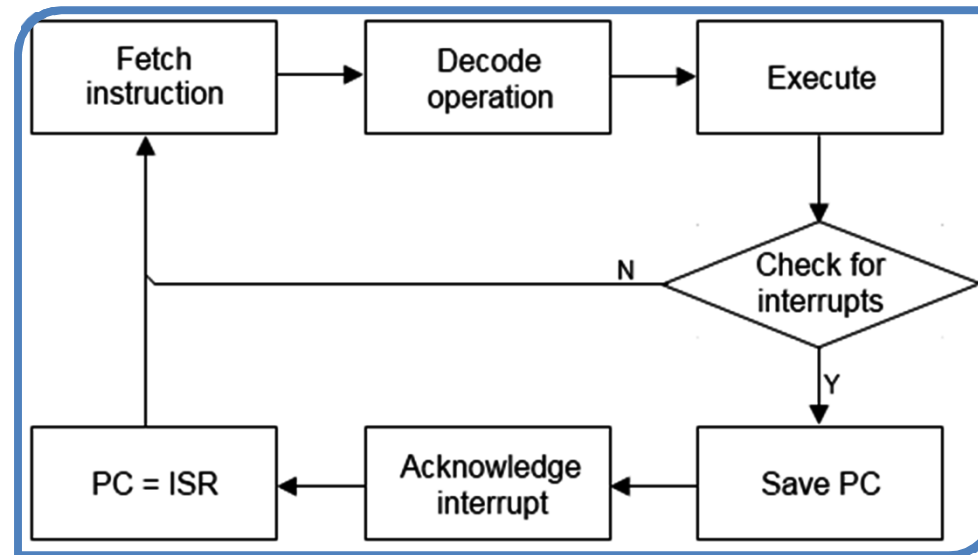 Fetch
instruction
Decode
operation
Execute
Check for
interrupts
N
Y
Save PC
Acknowledge
interrupt
PC = ISR